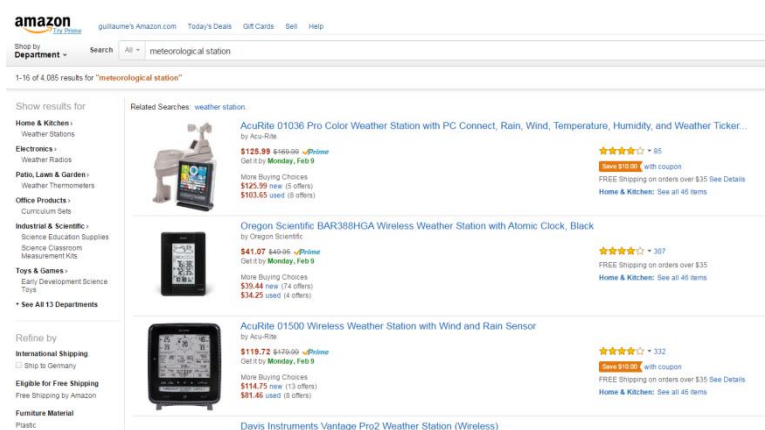 amazon
Try Prime
guillaume's Amazon.com Today's Deals Gift Cards Sell Help
Shop by
Department
Search All meteorological station
1-16 of 4,085 results for "meteorological station"
Show results for
Home & Kitchen ›
Weather Stations
Electronics ›
Weather Radios
Patio, Lawn & Garden ›
Weather Thermometers
Office Products ›
Curriculum Sets
Industrial & Scientific ›
Science Education Supplies
Science Classroom
Measurement Kits
Toys & Games ›
Early Development Science
Toys
+ See All 13 Departments
Refine by
International Shipping
Ship to Germany
Eligible for Free Shipping
Free Shipping by Amazon
Furniture Material
Plastic
Related Searches: weather station.
AcuRite 01036 Pro Color Weather Station with PC Connect, Rain, Wind, Temperature, Humidity, and Weather Ticker...
by Acu-Rite
$125.99 $169.99 Prime
Get it by Monday, Feb 9
More Buying Choices
$125.99 new (5 offers)
$103.65 used (8 offers)
85
Save $10.00 with coupon
FREE Shipping on orders over $35 See Details
Home & Kitchen: See all 46 items
Oregon Scientific BAR388HGA Wireless Weather Station with Atomic Clock, Black
by Oregon Scientific
$41.07 $49.95 Prime
Get it by Monday, Feb 9
More Buying Choices
$39.44 new (74 offers)
$34.25 used (4 offers)
387
FREE Shipping on orders over $35
Home & Kitchen: See all 46 items
AcuRite 01500 Wireless Weather Station with Wind and Rain Sensor
by Acu-Rite
$119.72 $179.99 Prime
Get it by Monday, Feb 9
More Buying Choices
$114.75 new (13 offers)
$81.46 used (8 offers)
332
Save $10.00 with coupon
FREE Shipping on orders over $35 See Details
Home & Kitchen: See all 46 items
Davis Instruments Vantage Pro2 Weather Station (Wireless)